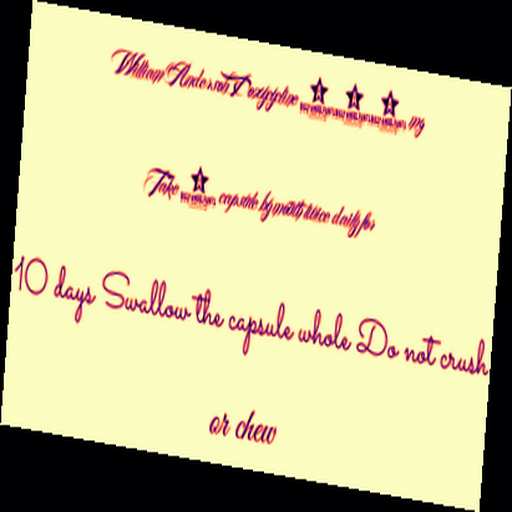 William Anderson mg
Take capsule by mouth twice daily for
10 days Swallow the capsule whole Do not crush
or chew